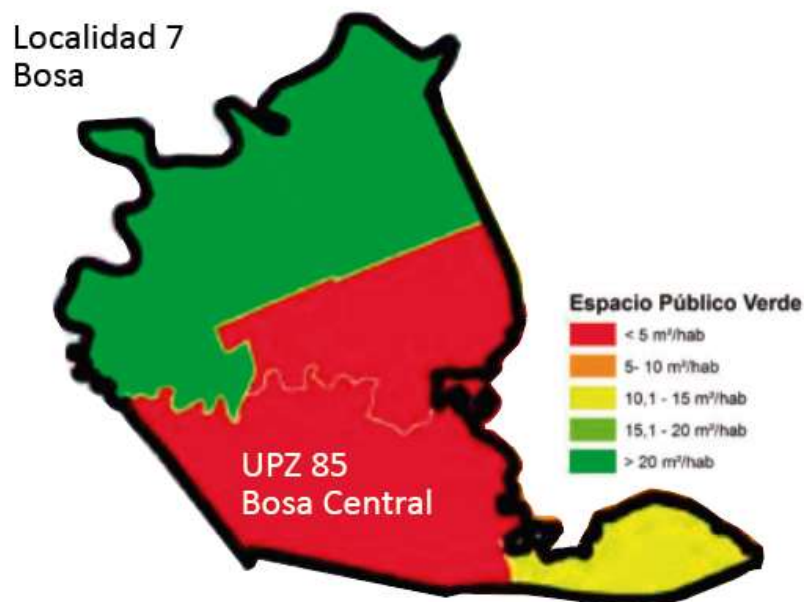 Localidad 7
Bosa
Espacio Público Verde
< 5 m²/hab
5- 10 m²/hab
10,1 - 15 m²/hab
15,1 - 20 m²/hab
> 20 m²/hab
UPZ 85
Bosa Central